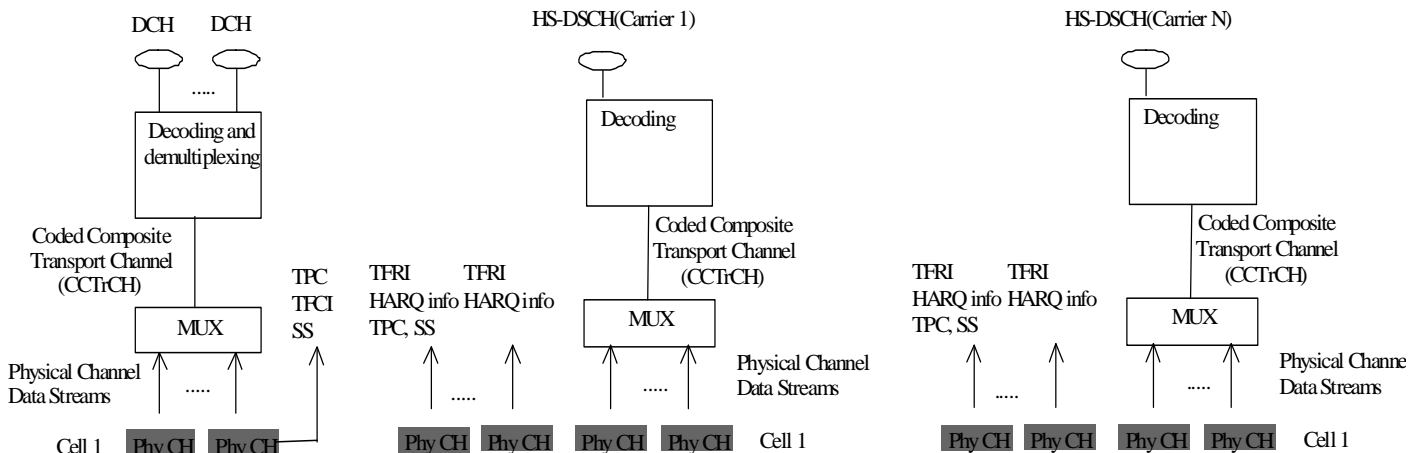 DCH DCH
HS-DSCH(Carrier 1)
HS-DSCH(Carrier N)
.....
Decoding and
demultiplexing
Decoding
Decoding
Coded Composite
Transport Channel
(CCTrCH)
Coded Composite
Transport Channel
(CCTrCH)
Coded Composite
Transport Channel
(CCTrCH)
TPC
TFCI
SS
TFRI
HARQ info
TPC, SS
TFRI
HARQ info
TFRI
HARQ info
TPC, SS
TFRI
HARQ info
MUX
MUX
MUX
Physical Channel
Data Streams
.....
.....
.....
Physical Channel
Data Streams
.....
.....
Physical Channe
Data Streams
Cell 1 Phy CH Phy CH
Phy CH Phy CH Phy CH Phy CH Cell 1
Phy CH Phy CH Phy CH Phy CH Cell 1